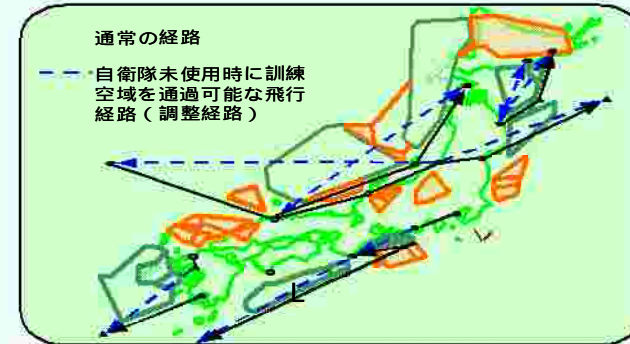 通常の経路
自衛隊未使用時に訓練
空域を通過可能な飛行
経路（調整経路）